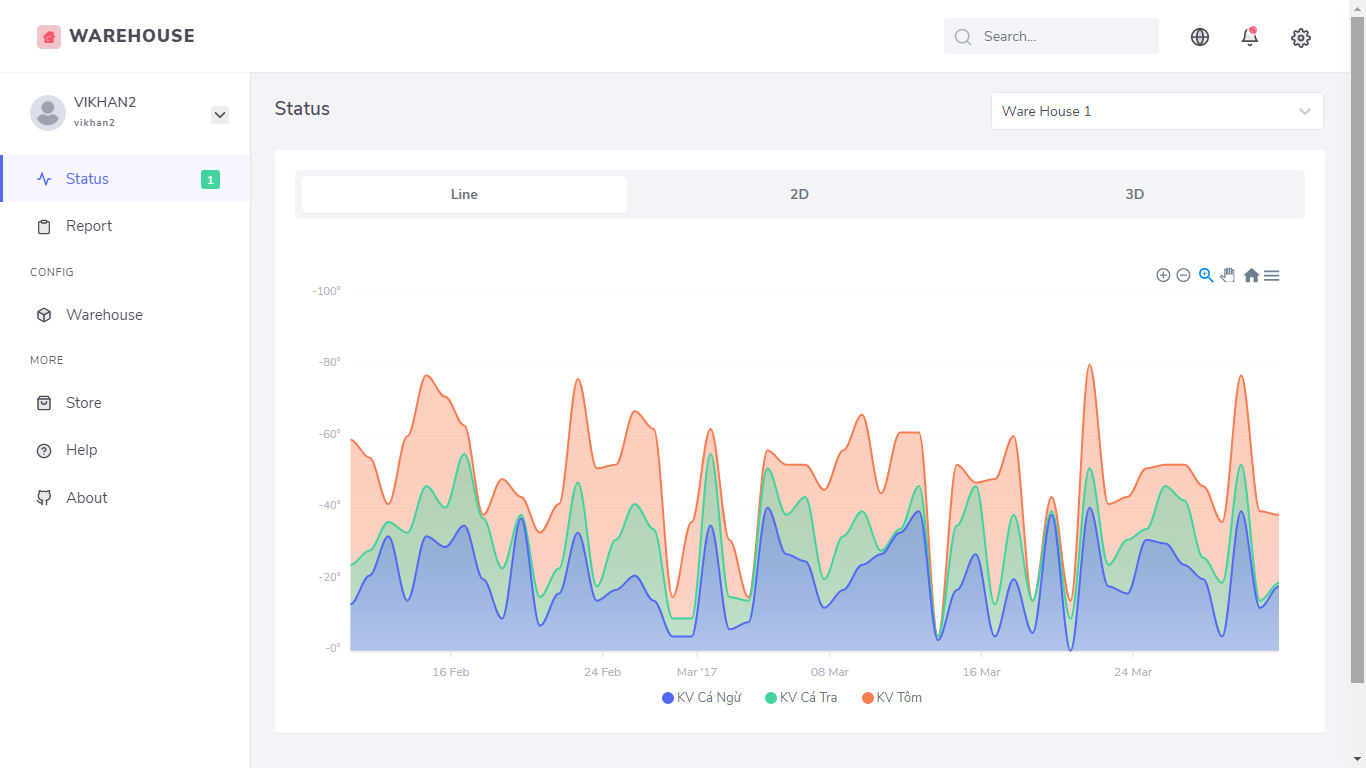 WAREHOUSE
Search...
VIKHAN2
vikhan2
Status
1
Report
CONFIG
Warehouse
MORE
Store
Help
About
Status
Ware House 1
Line 2D 3D
-100°
-80°
-60°
-40°
-20°
-0°
16 Feb 24 Feb Mar '17 08 Mar 16 Mar 24 Mar
KV Cá Ngừ KV Cá Tra KV Tôm